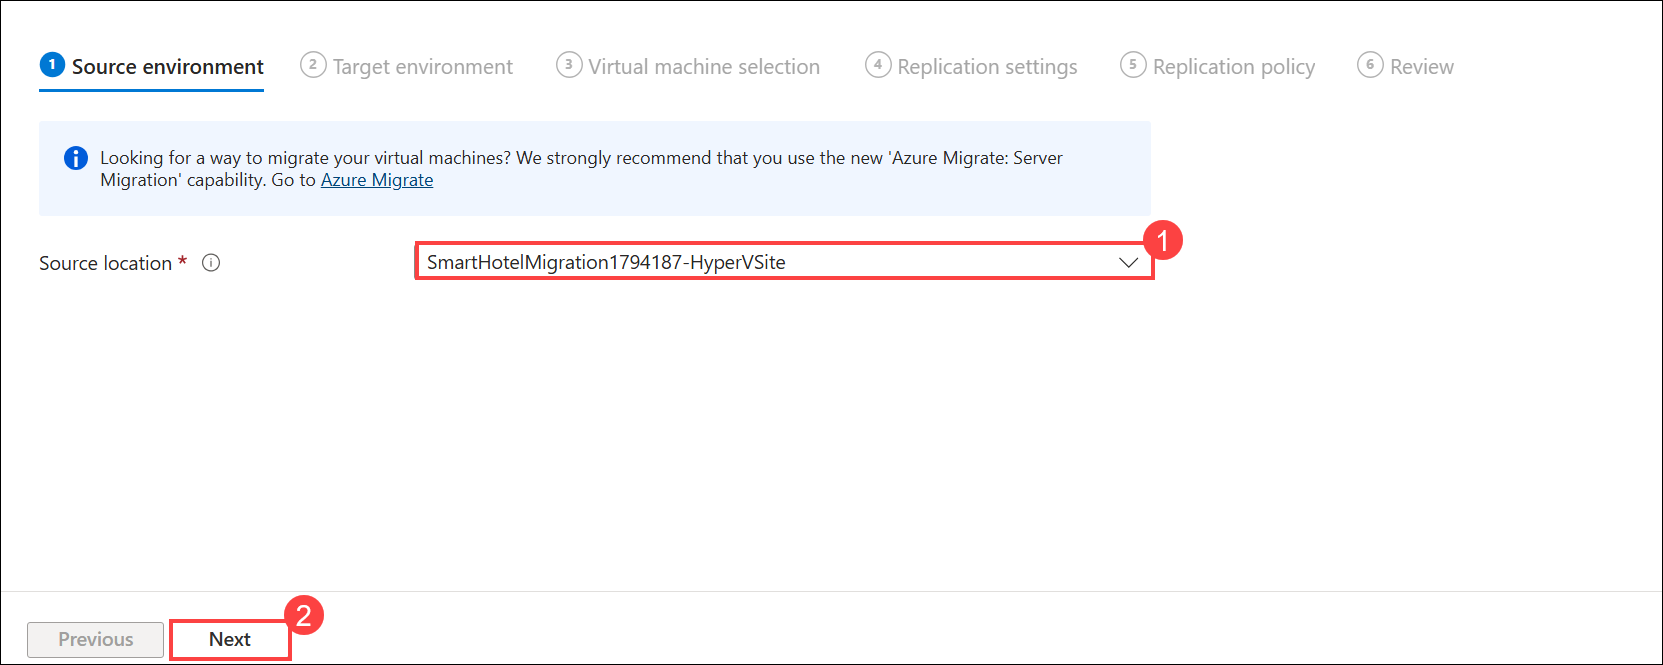 1 Source environment 2 Target environment 3 Virtual machine selection 4 Replication settings 5 Replication policy 6 Review
Looking for a way to migrate your virtual machines? We strongly recommend that you use the new 'Azure Migrate: Server
Migration' capability. Go to Azure Migrate
1
Source location * SmartHotelMigration1794187-HyperVSite
2
Previous Next